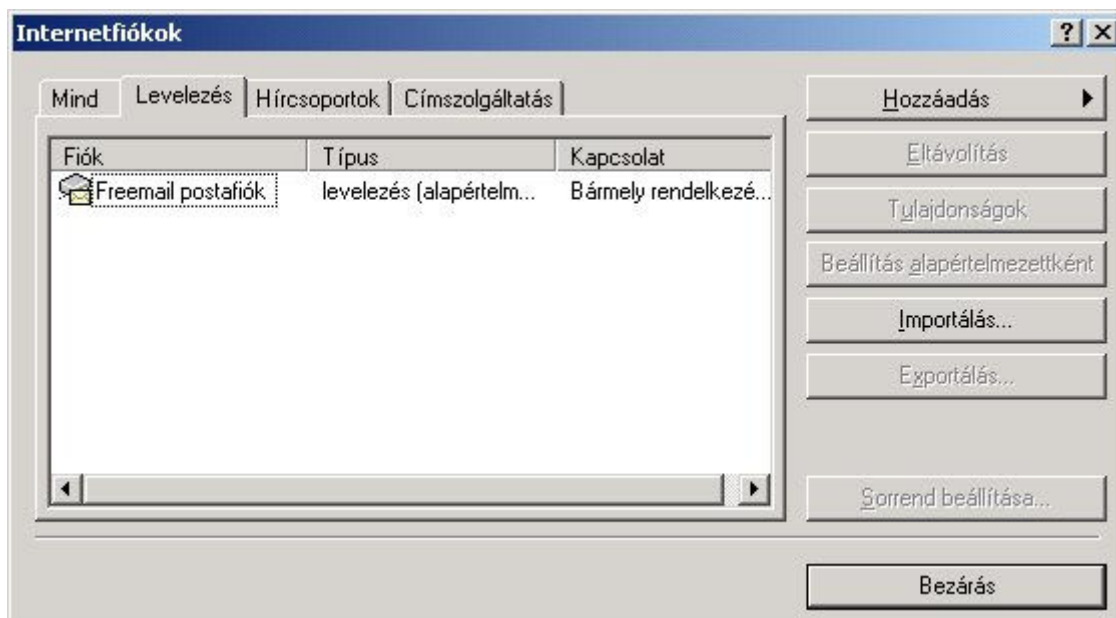 Internetfiókok
Mind Levelezés Hírcsoportok Címszolgáltatás
Fiók Típus Kapcsolat
Freemail postafiók levelezés (alapértelm... Bármely rendelkezé...
Hozzáadás
Eltávolítás
Tulajdonságok
Beállítás alapértelmezettként
Importálás...
Exportálás...
Sorrend beállítása...
Bezárás